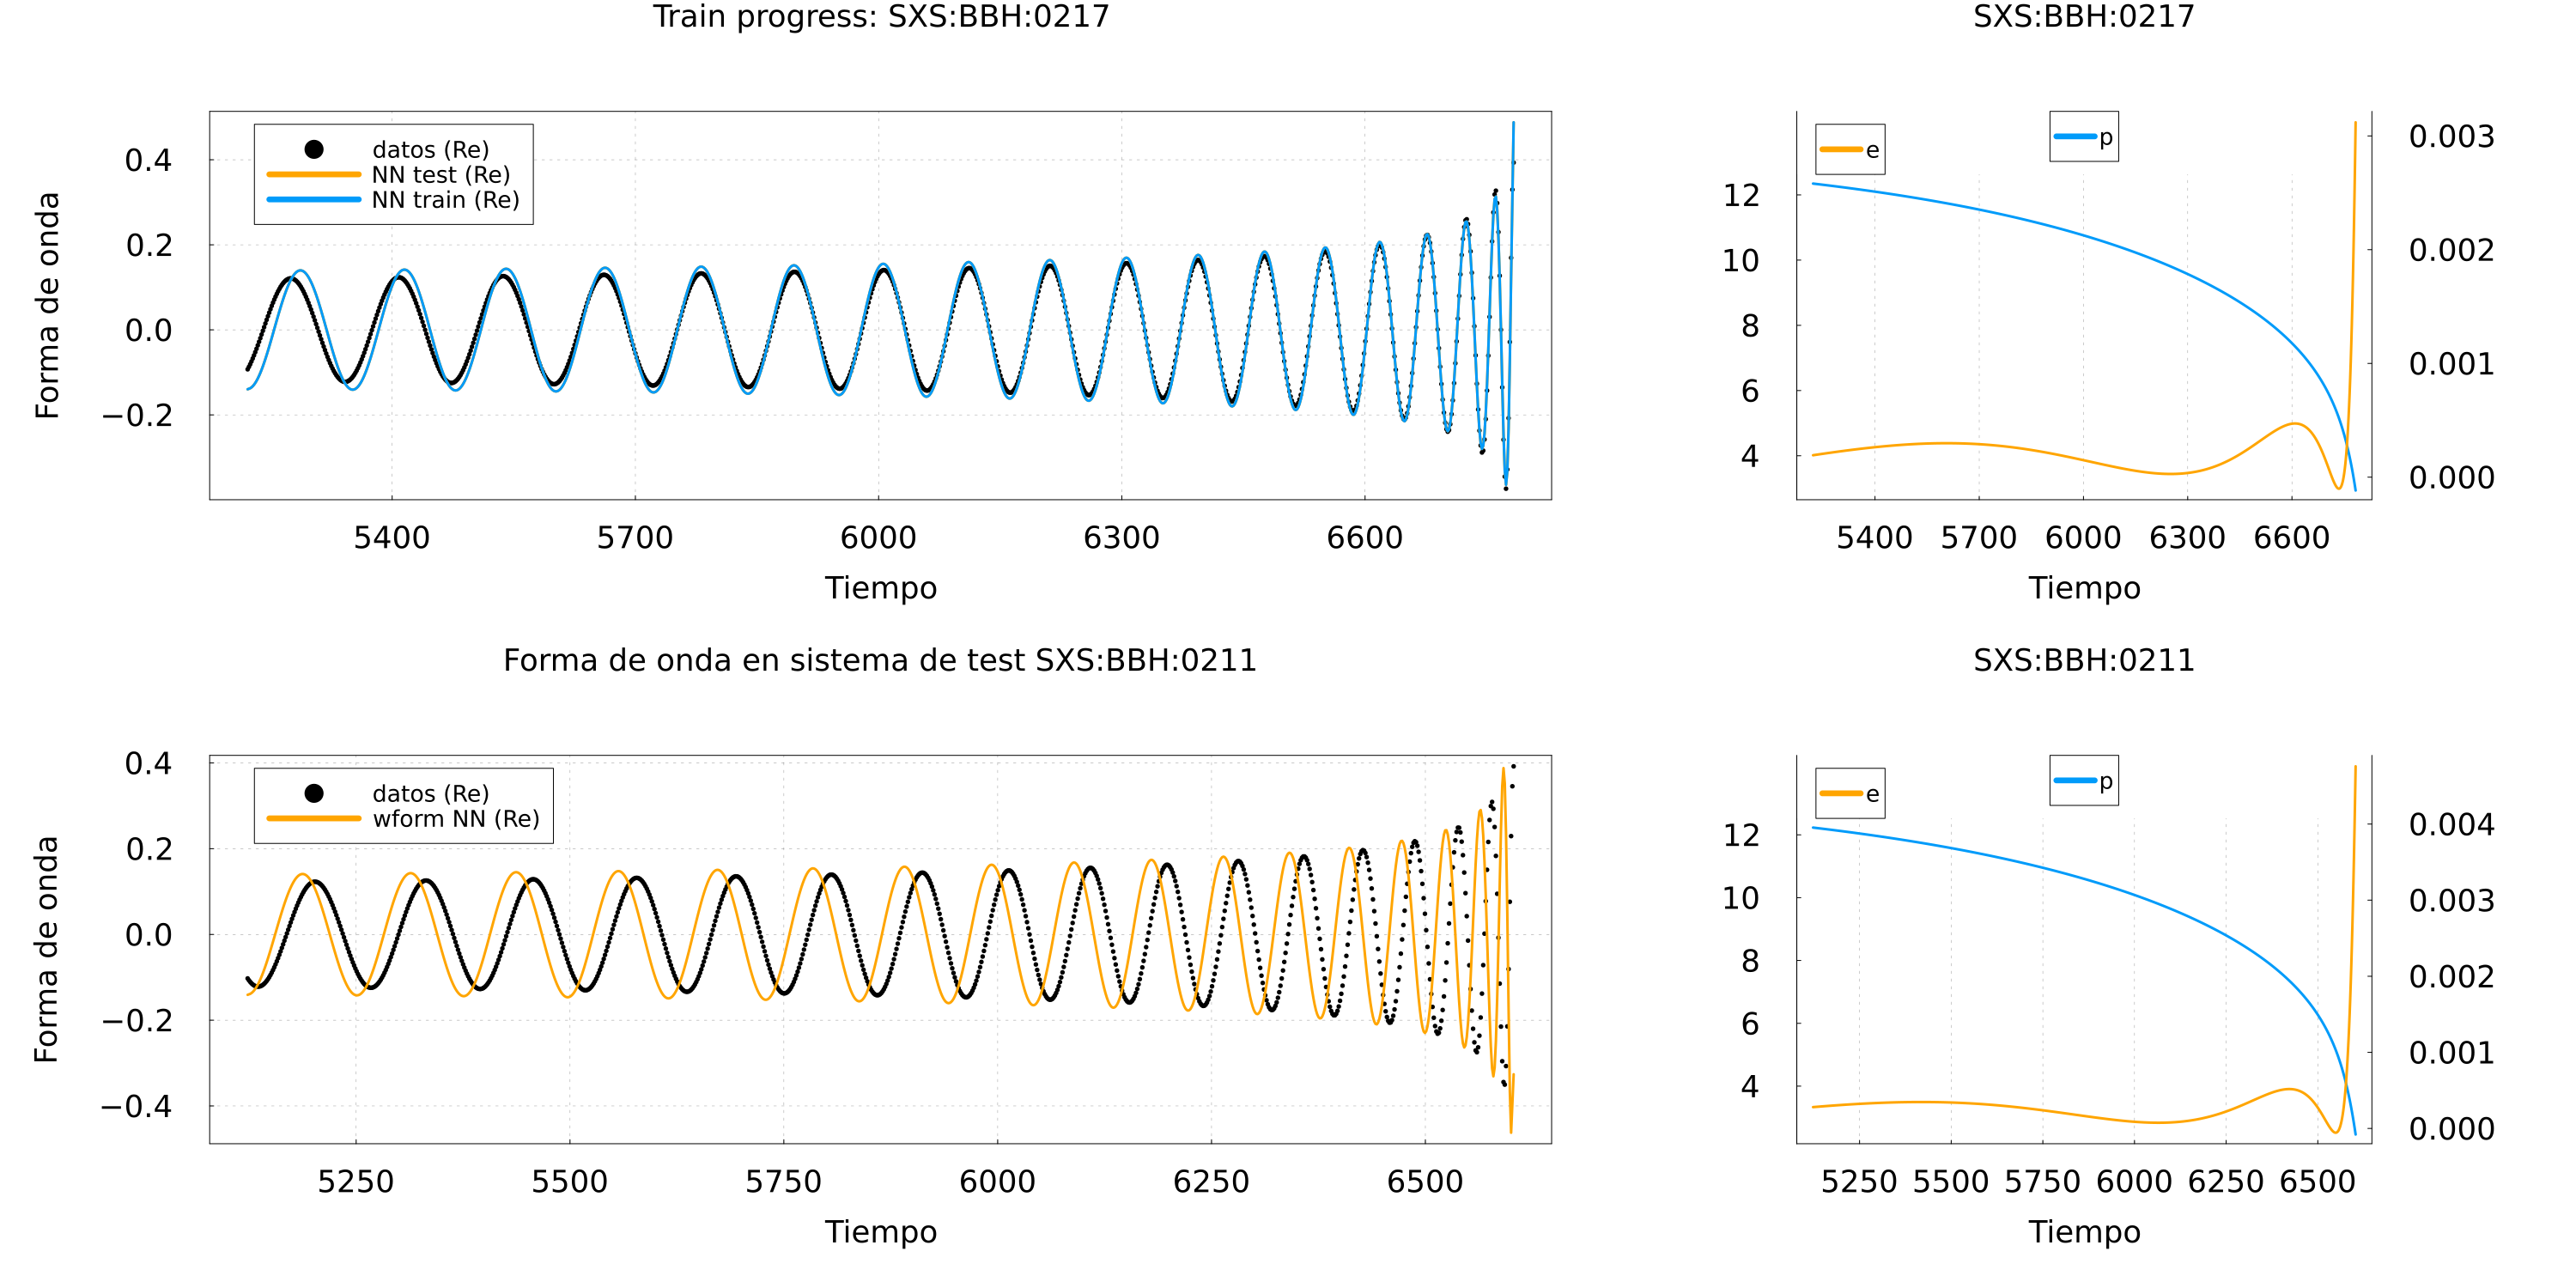 Train progress: SXS:BBH:0217
datos (Re)
NN test (Re)
NN train (Re)
0.4
0.2
0.0
−0.2
Forma de onda
5400 5700 6000 6300 6600
Tiempo
SXS:BBH:0217
e
p
12
10
8
6
4
0.003
0.002
0.001
0.000
5400 5700 6000 6300 6600
Tiempo
Forma de onda en sistema de test SXS:BBH:0211
datos (Re)
wform NN (Re)
0.4
0.2
0.0
−0.2
−0.4
Forma de onda
5250 5500 5750 6000 6250 6500
Tiempo
SXS:BBH:0211
e
p
12
10
8
6
4
0.004
0.003
0.002
0.001
0.000
5250 5500 5750 6000 6250 6500
Tiempo